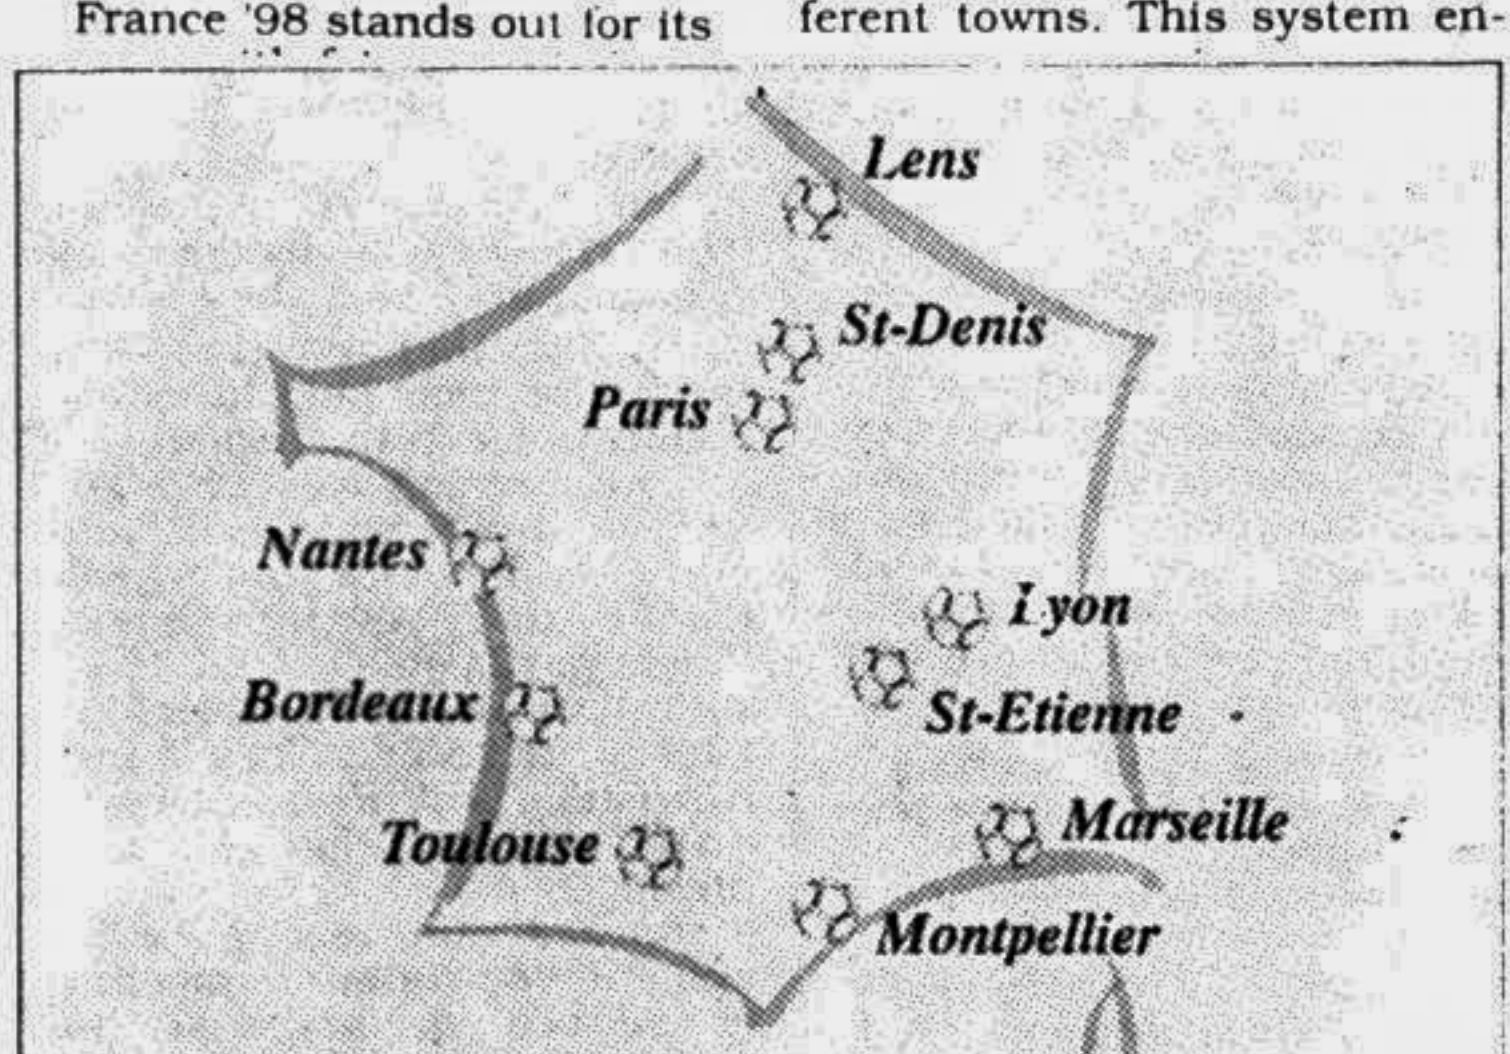 France '98 stands out for its
ferent towns. This system en-
Lens
St-Denis
Paris
Nantes
Lyon
Bordeaux
St-Etienne
Marseille
Toulouse
Montpellier